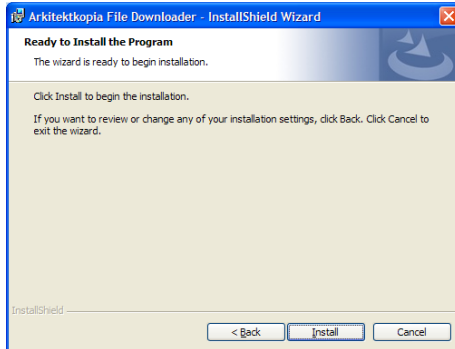 Arkitektkopia File Downloader - InstallShield Wizard
Ready to Install the Program
The wizard is ready to begin installation.
Click Install to begin the installation.
If you want to review or change any of your installation settings, click Back. Click Cancel to
exit the wizard.
InstallShield
< Back Install Cancel